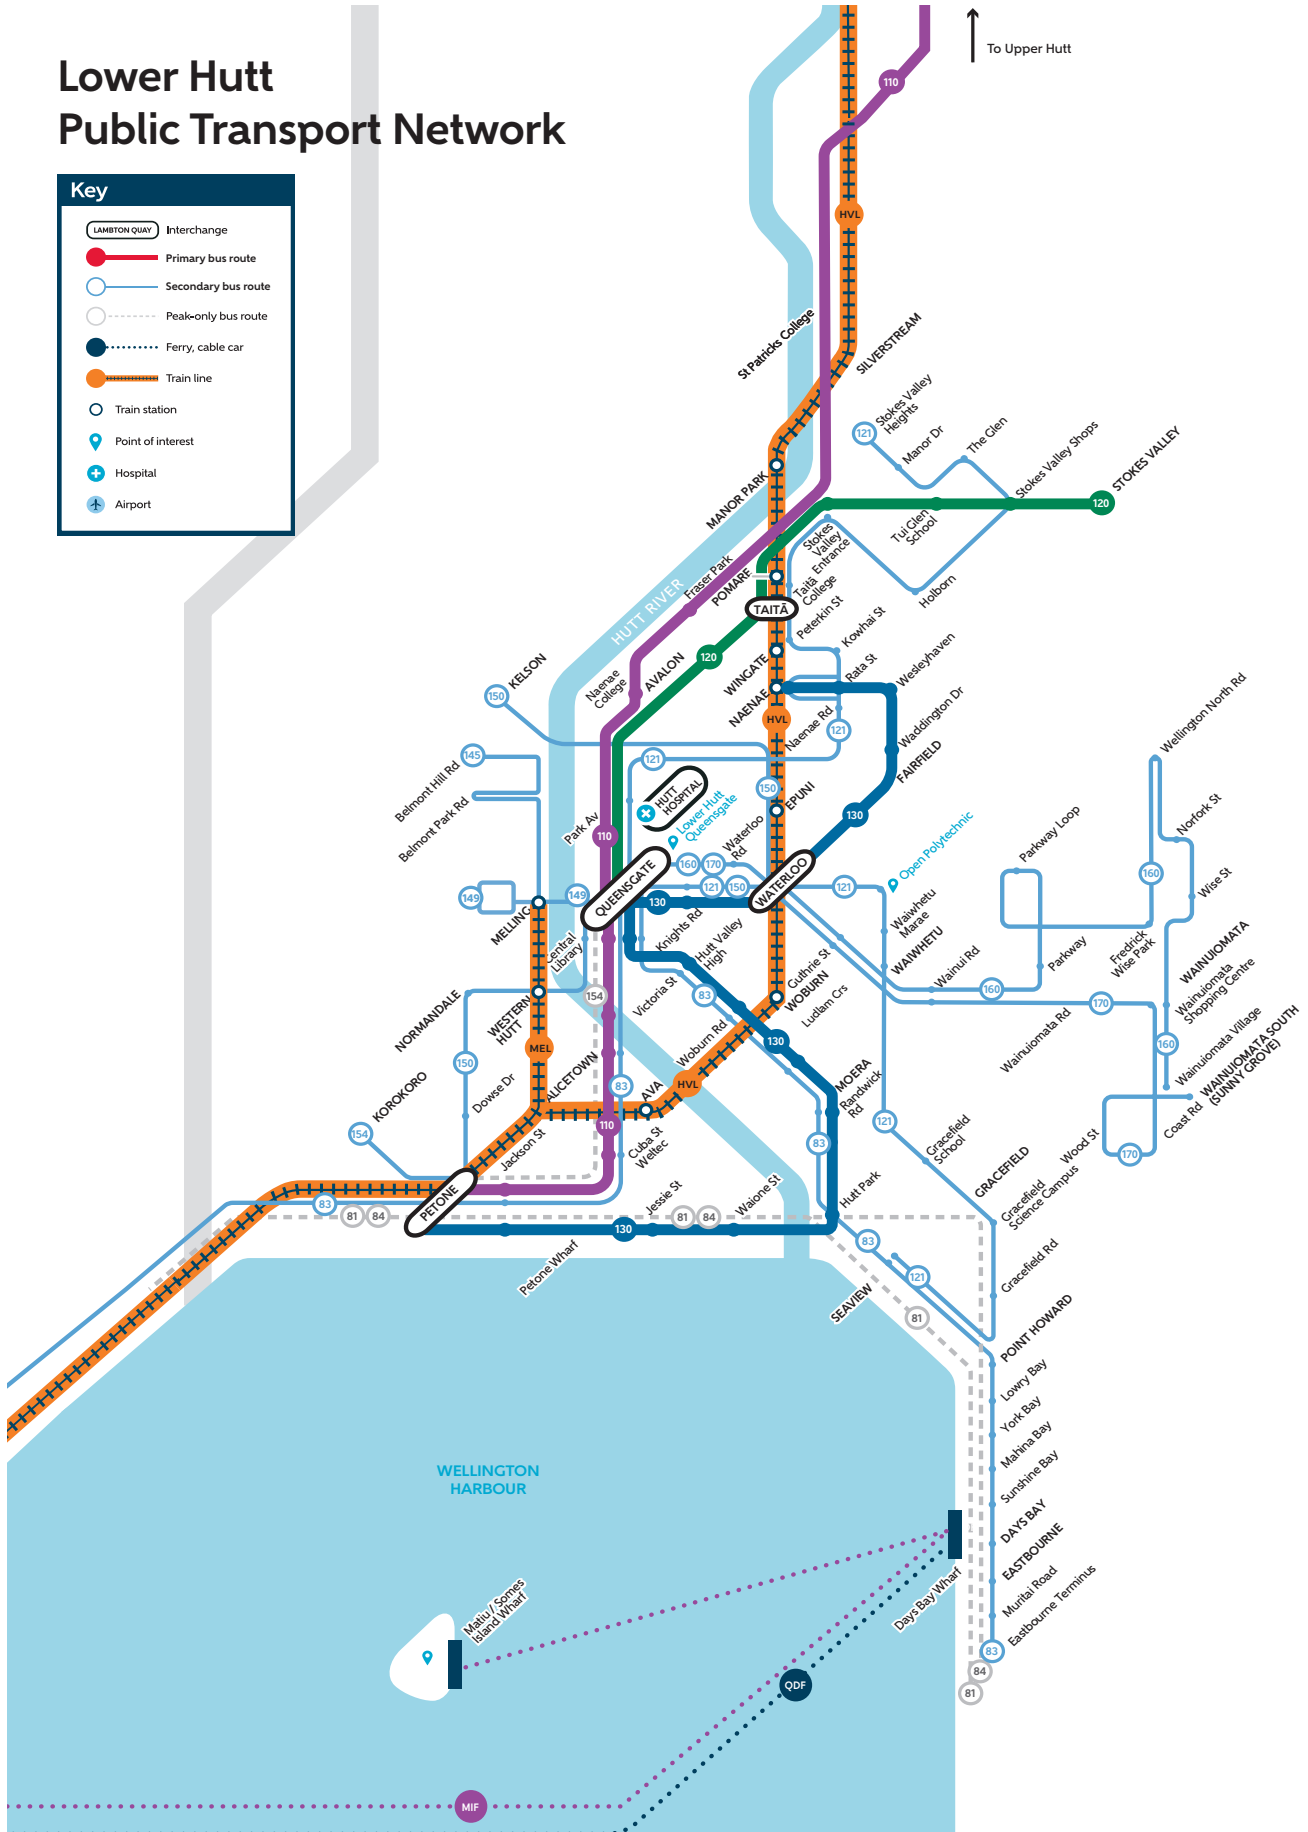 Lower Hutt
Public Transport Network
To Upper Hutt
Key
LAMBTON QUAY
Interchange
Primary bus route
Secondary bus route
Peak-only bus route
Ferry, cable car
Train line
Train station
Point of interest
Hospital
Airport
110
HVL
St Patricks College
SILVERSTREAM
121
Stokes Valley
Heights
Manor Dr
The Glen
Stokes Valley Shops
STOKES VALLEY
120
MANOR PARK
Tui Glen
School
Stokes
Valley
Entrance
Holborn
HUTT RIVER
Fraser Park
POMARE
Taitā
College
TAITĀ
Peterkin St
Kowhai St
Rata St
Wesleyhaven
KELSON
150
Naenae
College
AVALON
120
WINGATE
NAENAE
HVL
Naenae Rd
121
Waddington Dr
FAIRFIELD
Wellington North Rd
145
Belmont Hill Rd
Belmont Park Rd
121
HUTT
HOSPITAL
Lower Hutt
Queensgate
150
EPUNI
130
Park Av
110
Waterloo
Rd
Open Polytechnic
Parkway Loop
Norfork St
Wise St
160
QUEENSGATE
160
170
121
150
WATERLOO
121
149
149
MELLING
130
Knights Rd
Hutt Valley
High
Waiwhetu
Marae
WAIWHETU
Wainui Rd
Parkway
Fredrick
Wise Park
WAINUIOMATA
Wainuiomata
Shopping Centre
Central
Library
NORMANDALE
WESTERN
HUTT
154
Victoria St
83
Guthrie St
WOBURN
Ludlam Crs
160
170
Wainuiomata Rd
160
Wainuiomata Village
WAINUIOMATA SOUTH
(SUNNY GROVE)
MEL
150
KOROKORO
154
Dowse Dr
ALICETOWN
83
AVA
Woburn Rd
HVL
130
MOERA
Randwick
Rd
121
Gracefield
School
Wood St
170
Coast Rd
110
Cuba St
Weltec
Jackson St
83
GRACEFIELD
Gracefield
Science Campus
PETONE
83
81
84
Jessie St
Waione St
81
84
130
Petone Wharf
Hutt Park
83
121
Gracefield Rd
SEAVIEW
81
POINT HOWARD
Lowry Bay
York Bay
Mahina Bay
Sunshine Bay
DAYS BAY
EASTBOURNE
Muritai Road
Eastbourne Terminus
WELLINGTON
HARBOUR
Days Bay Wharf
Matiu / Somes
Island Wharf
83
84
81
QDF
MIF